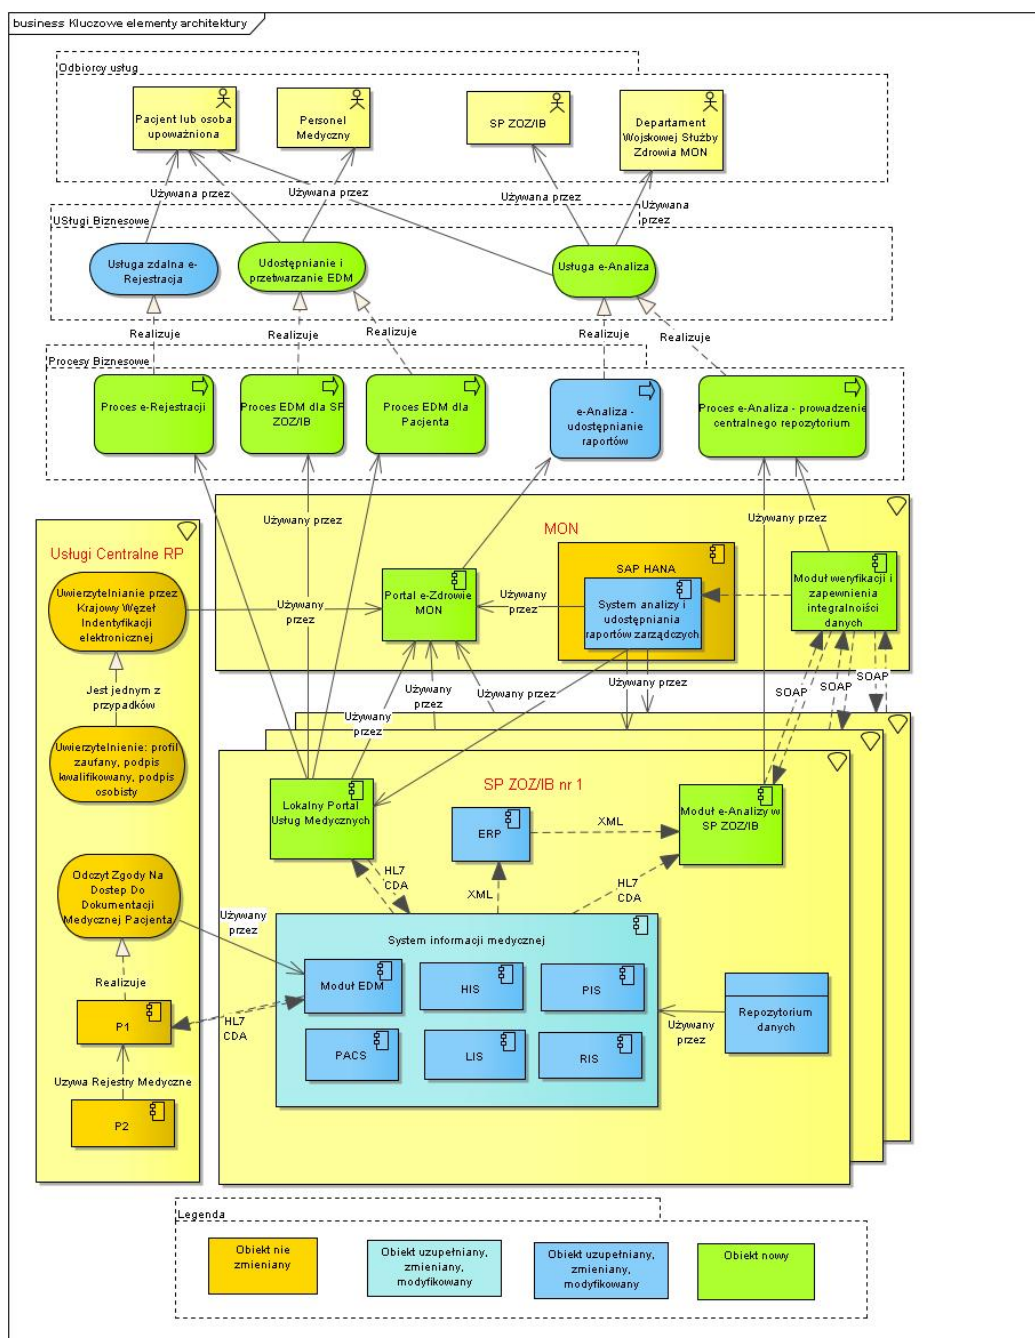 business Kluczowe elementy architektury
Odbiorcy usług
Pacjent lub osoba
upoważniona
Personel
Medyczny
SP ZOZ/IB
Departament
Wojskowej Służby
Zdrowia MON
Używana przez
Używana przez
Używana przez
Używana
przez
USługi Biznesowe
Usługa zdalna e-
Rejestracja
Udostępnianie i
przetwarzanie EDM
Usługa e-Analiza
Realizuje
Realizuje
Realizuje
Realizuje
Realizuje
Procesy Biznesowe
Proces e-Rejestracji
Proces EDM dla SP
ZOZ/IB
Proces EDM dla
Pacjenta
e-Analiza -
udostępnianie
raportów
Proces e-Analiza - prowadzenie
centralnego repozytorium
Używany przez
Używany przez
MON
Usługi Centralne RP
Uwierzytelnianie przez
Krajowy Węzeł
Indentyfikacji
elektronicznej
Używany
przez
Portal e-Zdrowie
MON
Używany
przez
SAP HANA
System analizy i
udostępniania
raportów zarządczych
Moduł weryfikacji i
zapewnienia
integralnoiści
danych
Jest jednym z
przypadków
Uwierzytelnienie: profil
zaufany, podpis
kwalifikowany, podpis
osobisty
Używany
przez
Używany
przez
Używany przez
Używany przez
SOAP
SOAP
SOAP
SP ZOZ/IB nr 1
Lokalny Portal
Usług Medycznych
ERP
XML
Moduł e-Analizy w
SP ZOZ/IB
HL7
CDA
XML
HL7
CDA
Odczyt Zgody Na
Dostep Do
Dokumentacji
Medycznej Pacjenta
Używany
przez
System informacji medycznej
Moduł EDM
HIS
PIS
PACS
LIS
RIS
Używany
przez
Repozytorium
danych
Realizuje
P1
HL7
CDA
Uzywa Rejestry Medyczne
P2
Legenda
Obiekt nie
zmieniany
Obiekt uzupełniany,
zmieniany,
modyfikowany
Obiekt uzupełniany,
zmieniany,
modyfikowany
Obiekt nowy